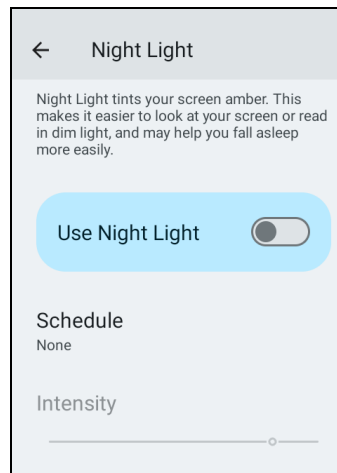 Night Light
Night Light tints your screen amber. This
makes it easier to look at your screen or read
in dim light, and may help you fall asleep
more easily.
Use Night Light
Schedule
None
Intensity